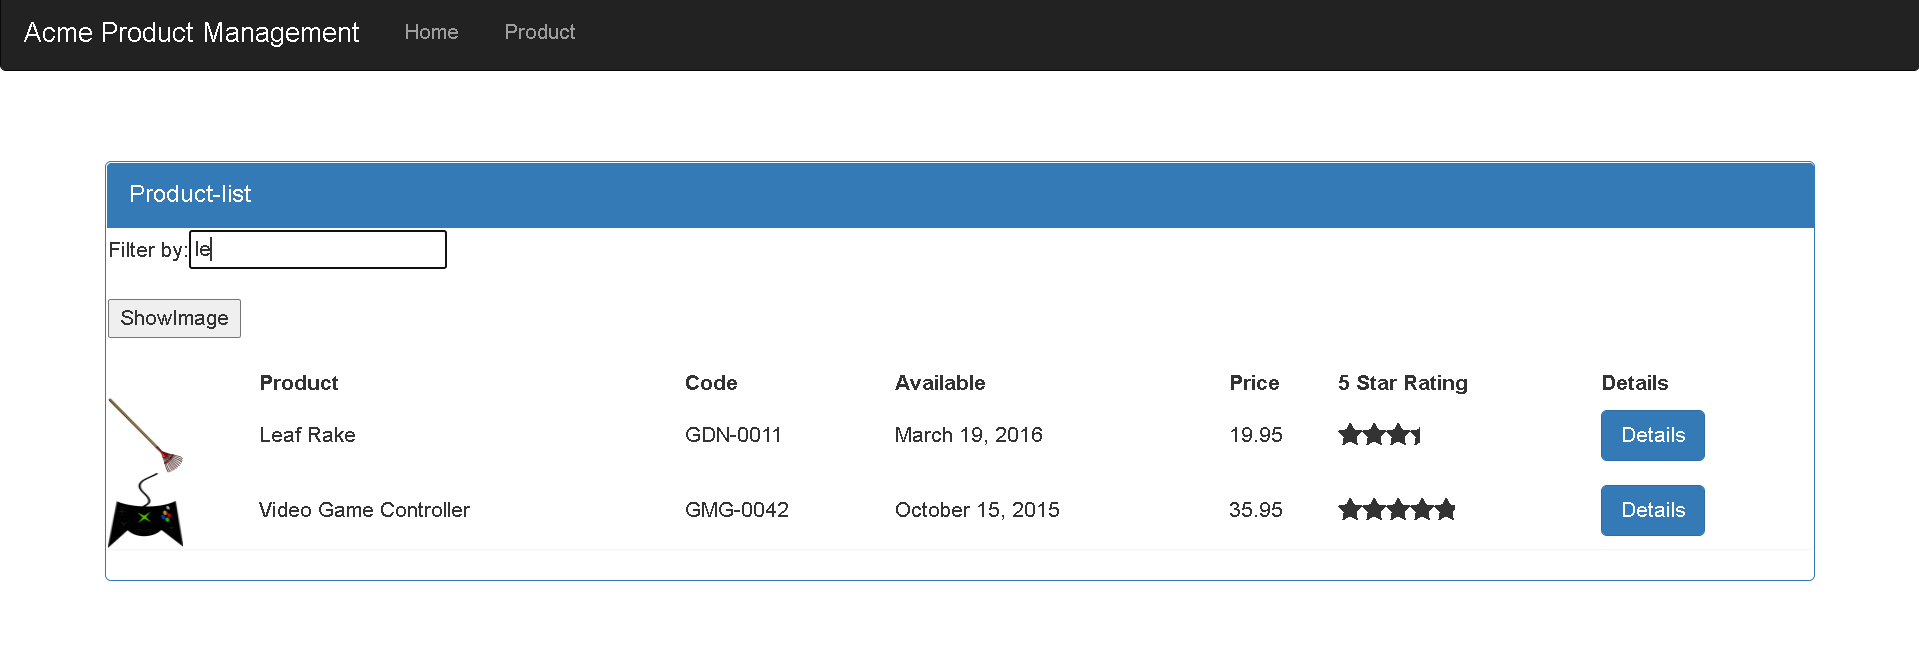 Acme Product Management Home Product
Product-list
Filter by: le
ShowImage
Product Code Available Price 5 Star Rating Details
Leaf Rake GDN-0011 March 19, 2016 19.95 Details
Video Game Controller GMG-0042 October 15, 2015 35.95 Details